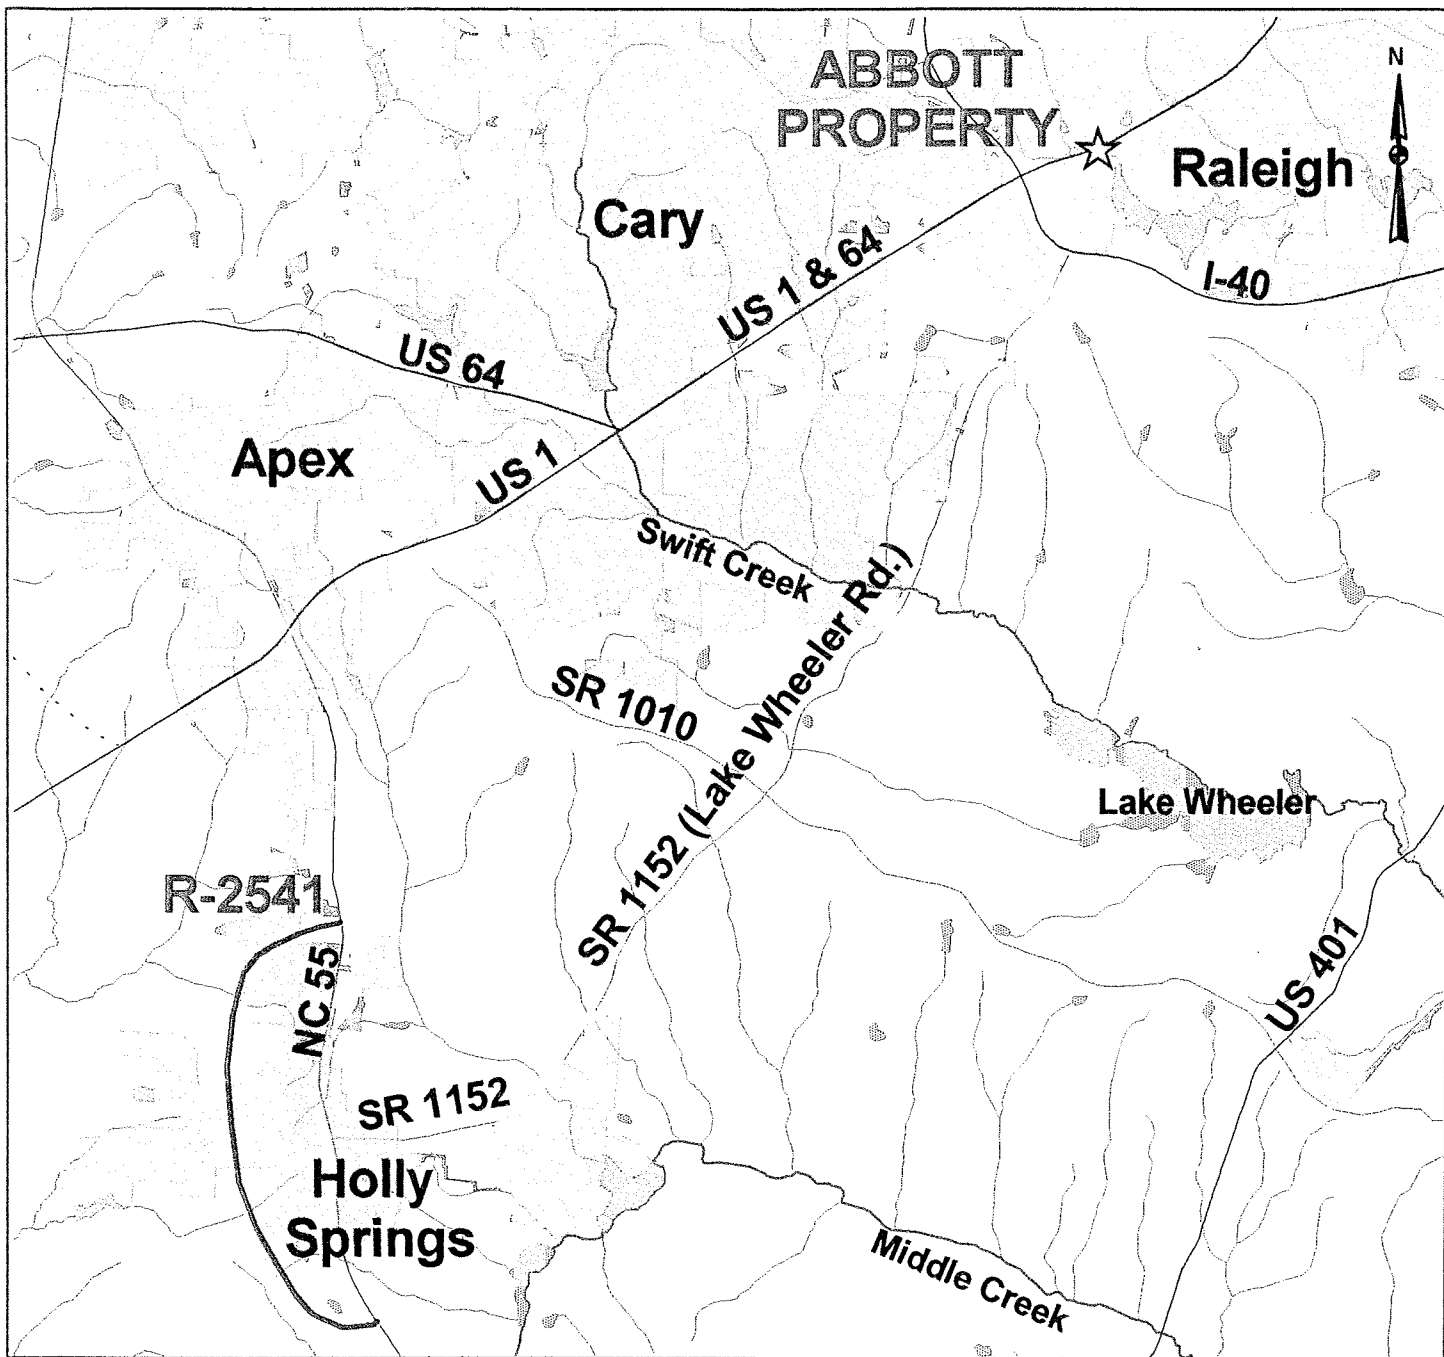 ABBOTT
PROPERTY
N
Raleigh
Cary
US 1 & 64
I-40
US 64
Apex
US 1
Swift Creek
SR 1152 (Lake Wheeler Rd.)
SR 1010
Lake Wheeler
R-2541
NC 55
US 401
SR 1152
Holly
Springs
Middle Creek